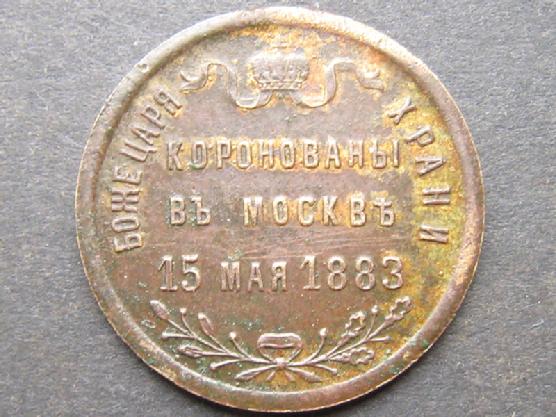 БОЖЕ ЦАРЯ ХРАНИ
КОРОНОВАНЫ
ВЪ МОСКВѢ
15 МАЯ 1883